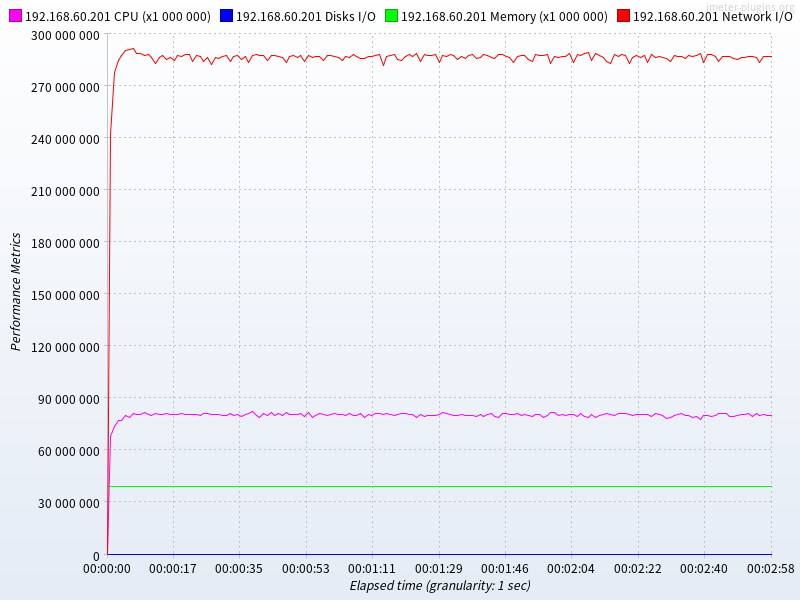 jmeter-plugins.org
192.168.60.201 CPU (x1 000 000) 192.168.60.201 Disks I/O 192.168.60.201 Memory (x1 000 000) 192.168.60.201 Network I/O
300 000 000
270 000 000
240 000 000
210 000 000
180 000 000
150 000 000
120 000 000
90 000 000
60 000 000
30 000 000
0
Performance Metrics
00:00:00 00:00:17 00:00:35 00:00:53 00:01:11 00:01:29 00:01:46 00:02:04 00:02:22 00:02:40 00:02:58
Elapsed time (granularity: 1 sec)